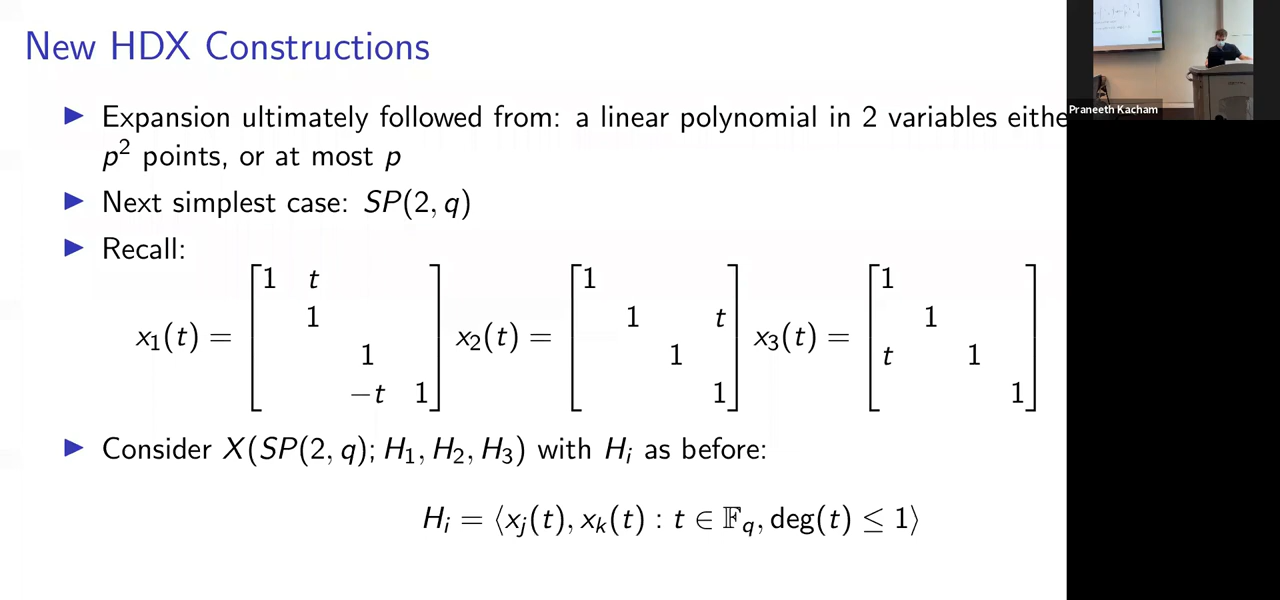 New HDX Constructions
Expansion ultimately followed from: a linear polynomial in 2 variables eithe
p² points, or at most p
Next simplest case: SP(2, q)
Recall:
x₁(t) = [1 t
1
1
−t 1] x₂(t) = [1
1 t
1
1] x₃(t) = [1
1
t 1
1]
Consider X(SP(2, q); H₁, H₂, H₃) with Hᵢ as before:
Hᵢ = ⟨xⱼ(t), xₖ(t) : t ∈ 𝔽_q, deg(t) ≤ 1⟩
Praneeth Kacham